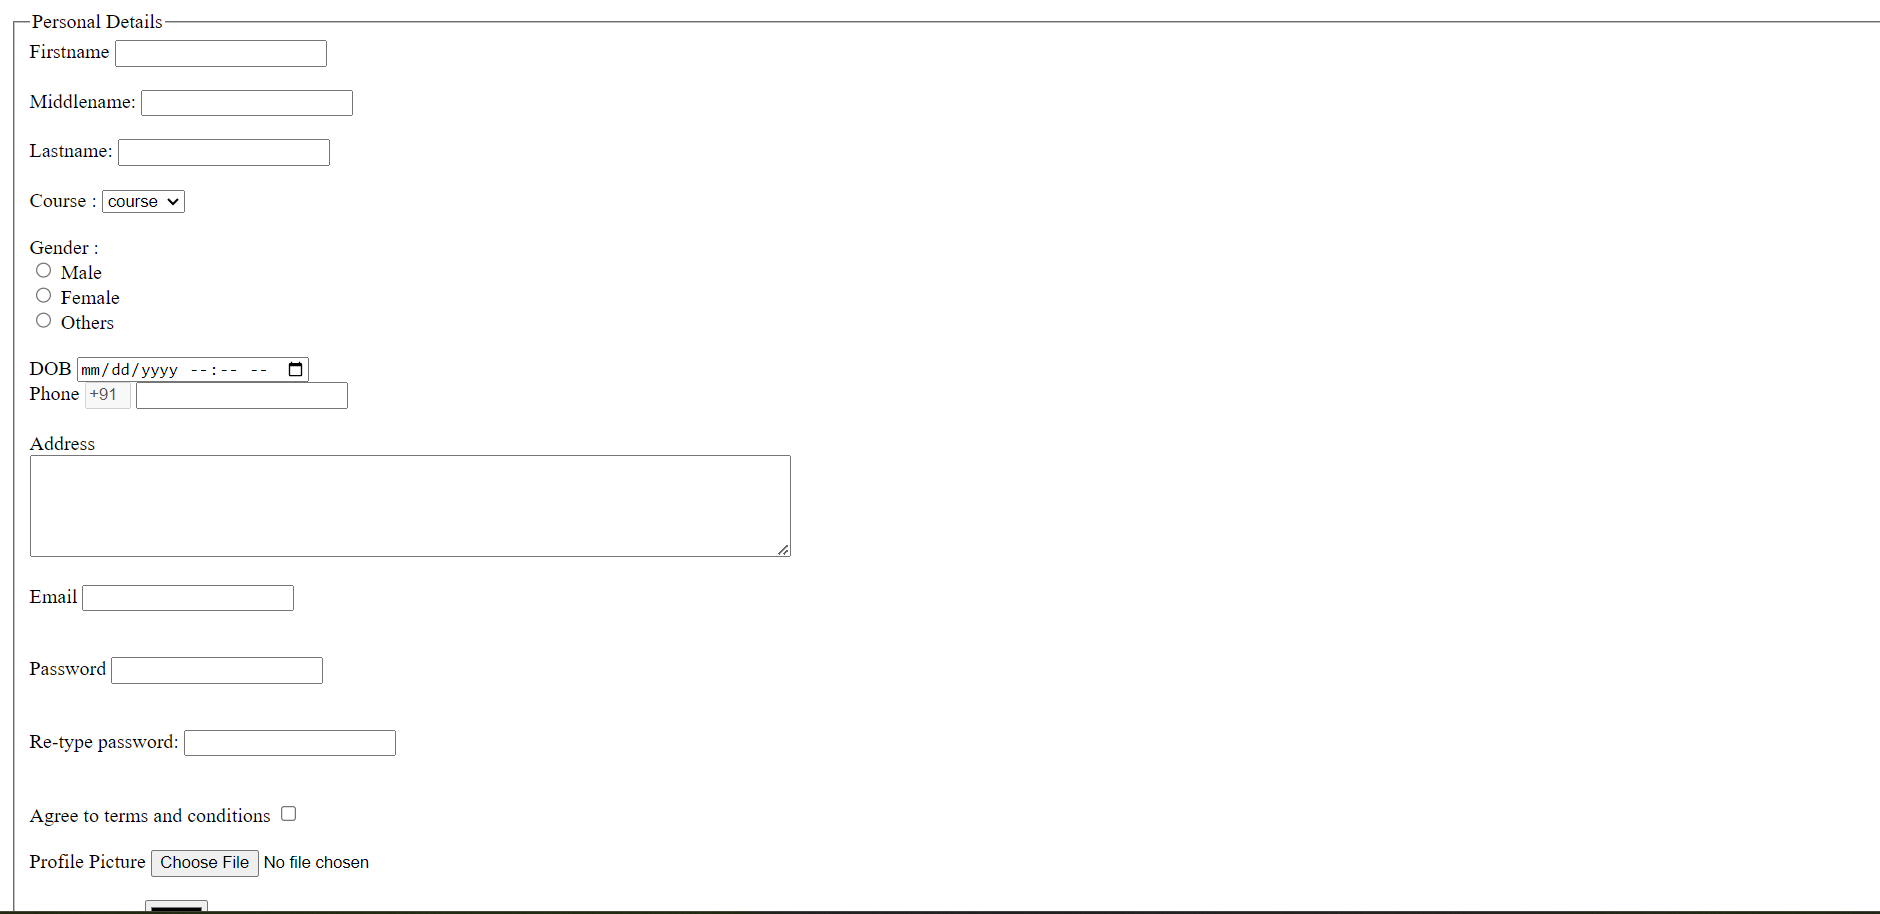 Personal Details
Firstname
Middlename:
Lastname:
Course : course
Gender :
Male
Female
Others
DOB mm/dd/yyyy --:-- --
Phone +91
Address
Email
Password
Re-type password:
Agree to terms and conditions
Profile Picture Choose File No file chosen